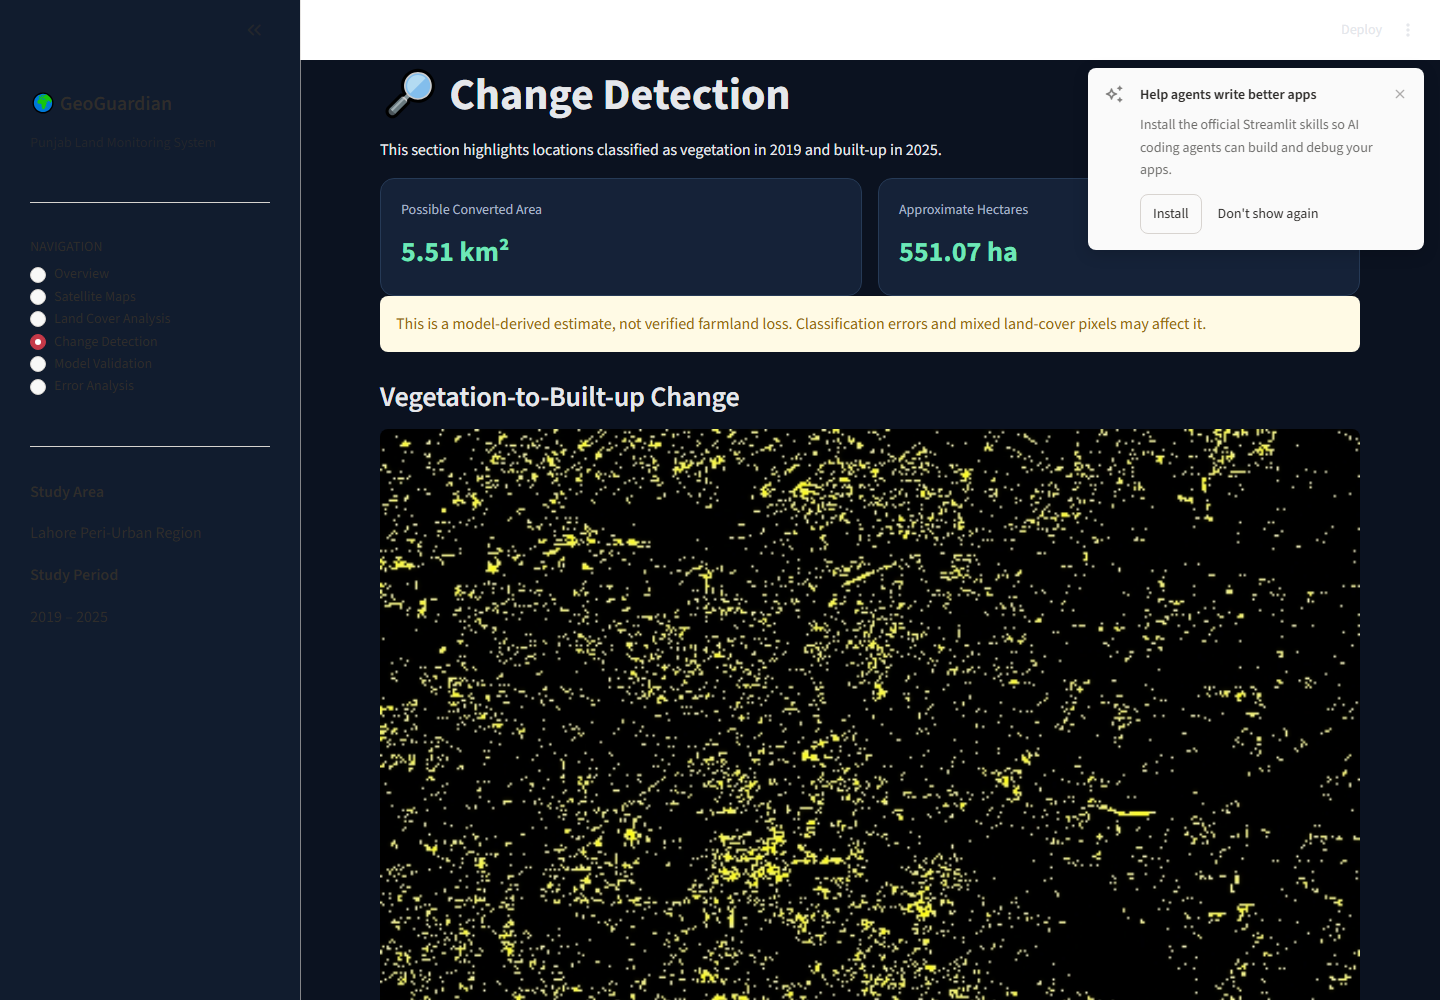 GeoGuardian
Punjab Land Monitoring System
NAVIGATION
Overview
Satellite Maps
Land Cover Analysis
Change Detection
Model Validation
Error Analysis
Study Area
Lahore Peri-Urban Region
Study Period
2019 – 2025
Deploy
Change Detection
This section highlights locations classified as vegetation in 2019 and built-up in 2025.
Possible Converted Area
5.51 km²
Approximate Hectares
551.07 ha
This is a model-derived estimate, not verified farmland loss. Classification errors and mixed land-cover pixels may affect it.
Vegetation-to-Built-up Change
Help agents write better apps
Install the official Streamlit skills so AI
coding agents can build and debug your
apps.
Install
Don't show again